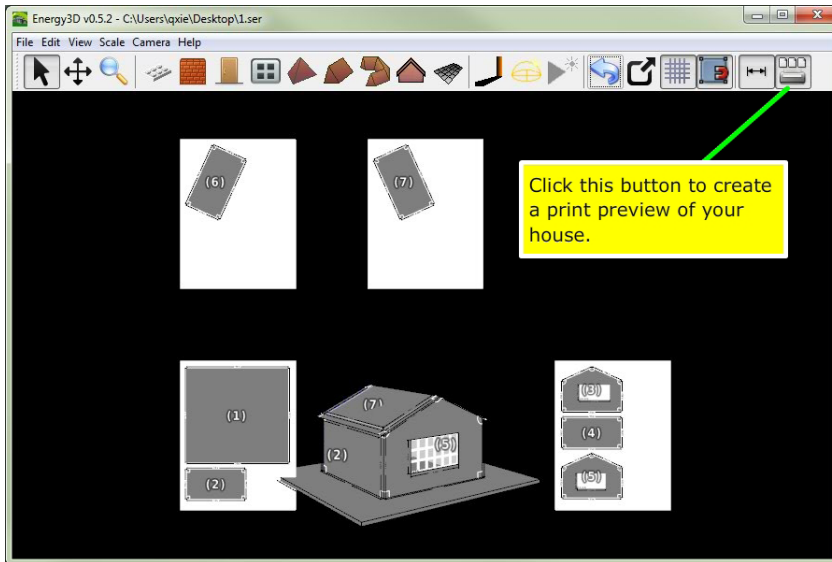 Energy3D v0.5.2 - C:\Users\qxie\Desktop\1.ser
File Edit View Scale Camera Help
(6)
(7)
Click this button to create
a print preview of your
house.
(1)
(2)
(7)
(2)
(5)
(3)
(4)
(5)